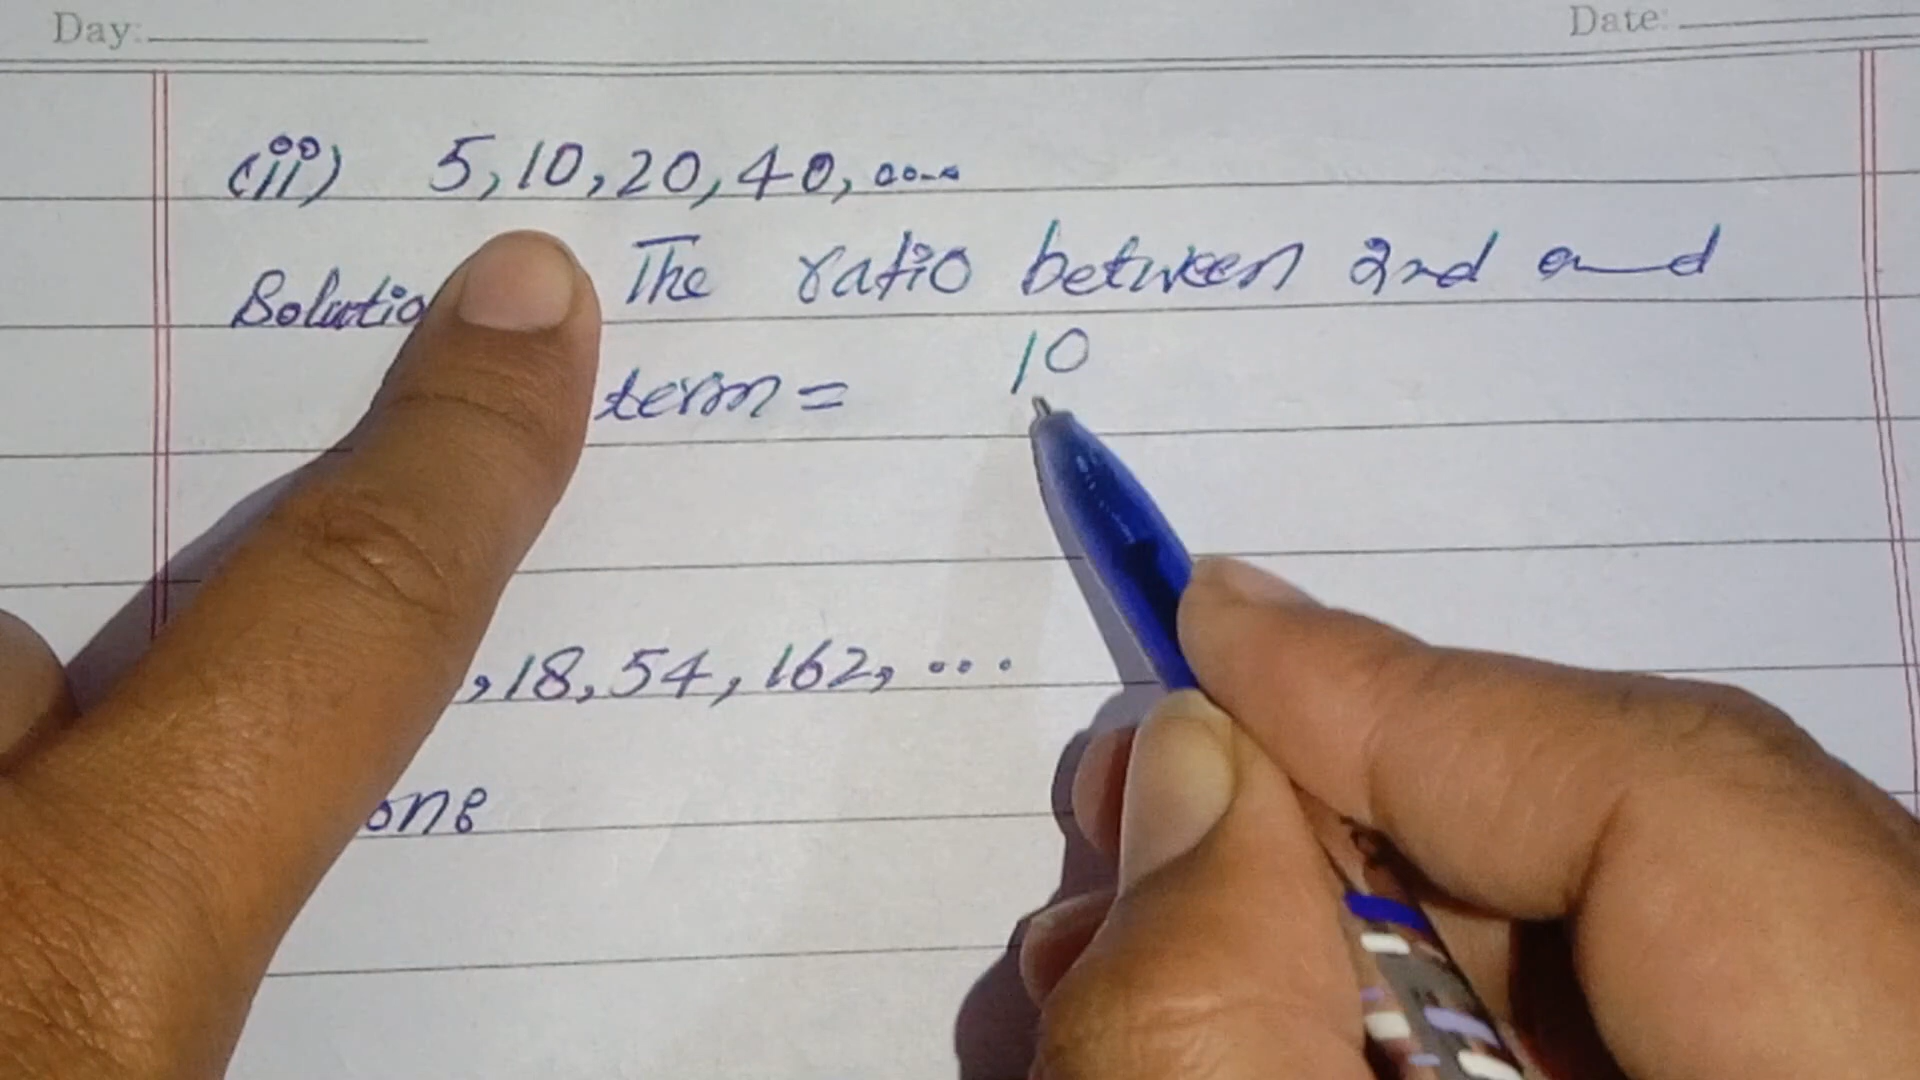 Day: Date:
(ii) 5, 10, 20, 40, ....
The ratio between 2nd and
term = 10
, 18, 54, 162, ...